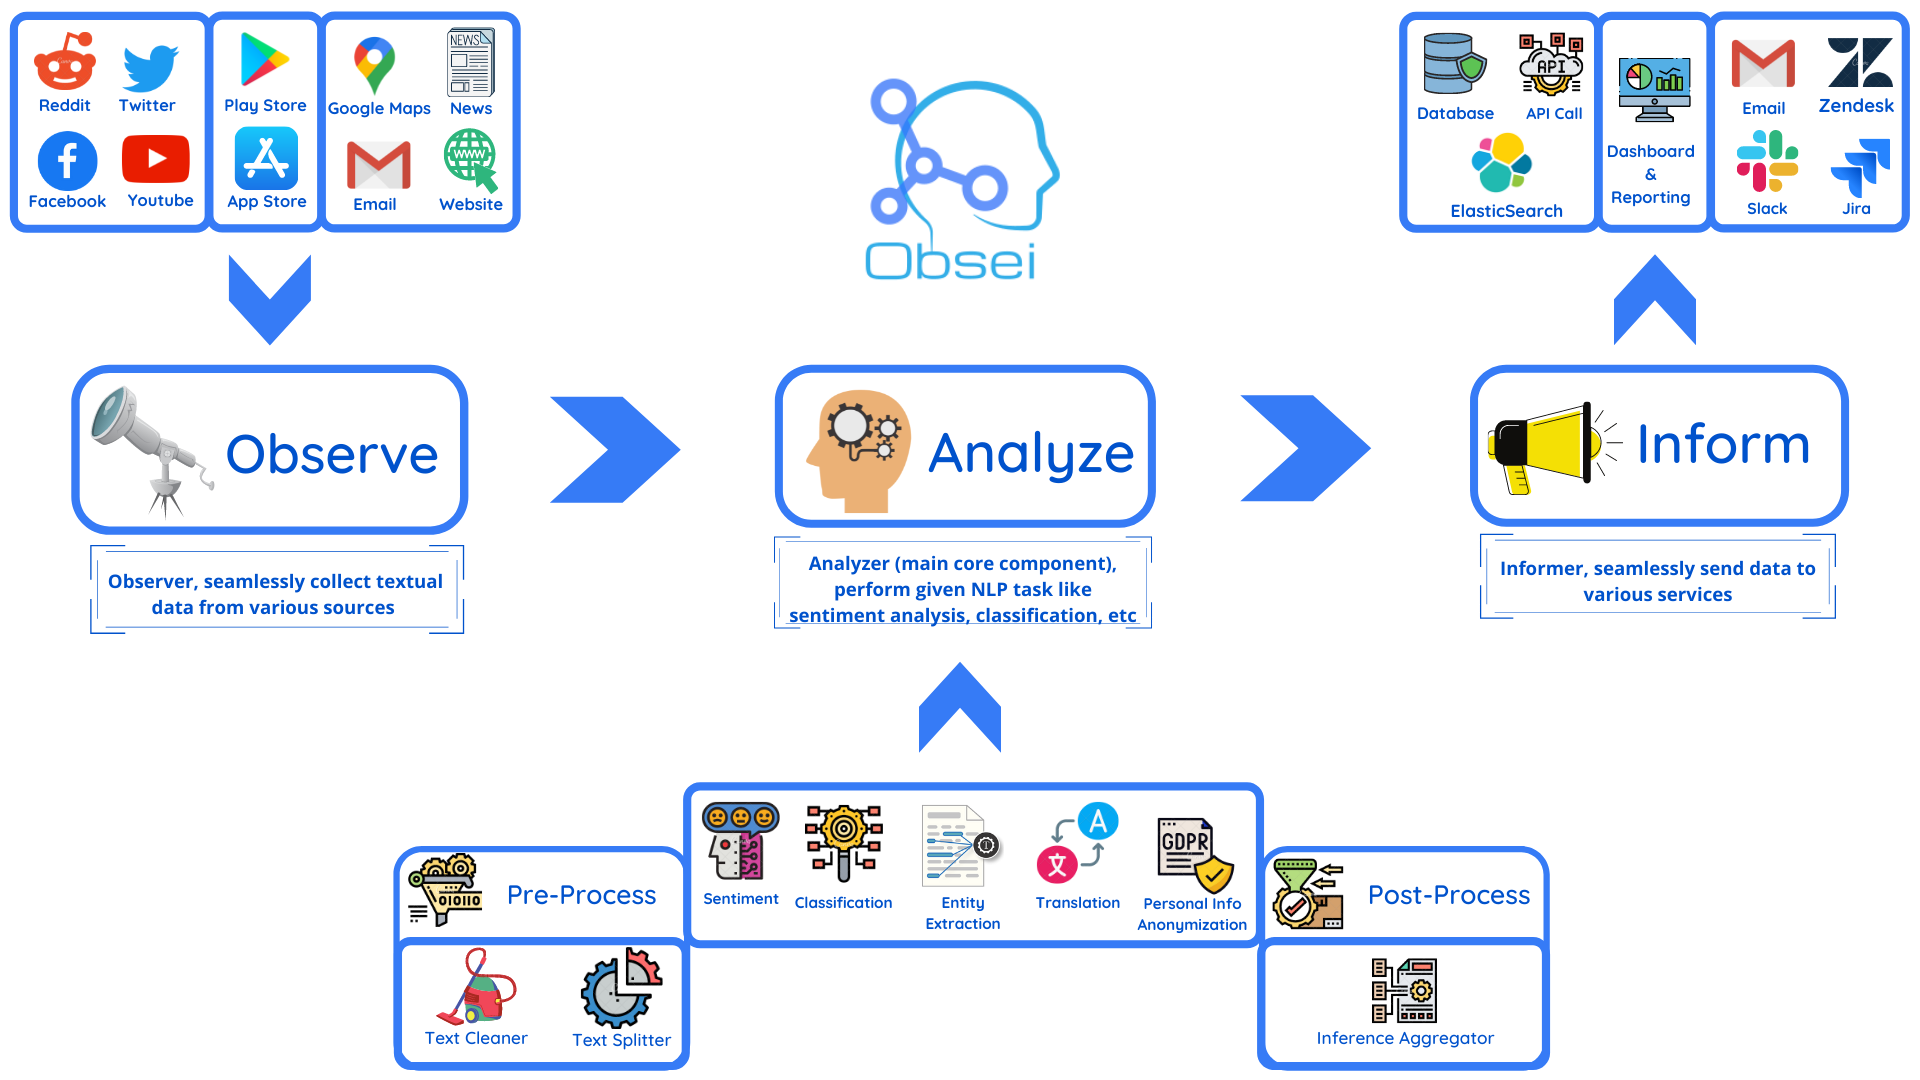 Reddit
Twitter
Facebook
Youtube
Play Store
App Store
Google Maps
NEWS
News
Email
WWW
Website
Obsei
Database
API
API Call
ElasticSearch
Dashboard
&
Reporting
Email
Zendesk
Slack
Jira
Observe
Analyze
Inform
Observer, seamlessly collect textual
data from various sources
Analyzer (main core component),
perform given NLP task like
sentiment analysis, classification, etc
Informer, seamlessly send data to
various services
Pre-Process
010110
Text Cleaner
Text Splitter
Sentiment
Classification
Entity
Extraction
A
文
Translation
GDPR
Personal Info
Anonymization
Post-Process
Inference Aggregator